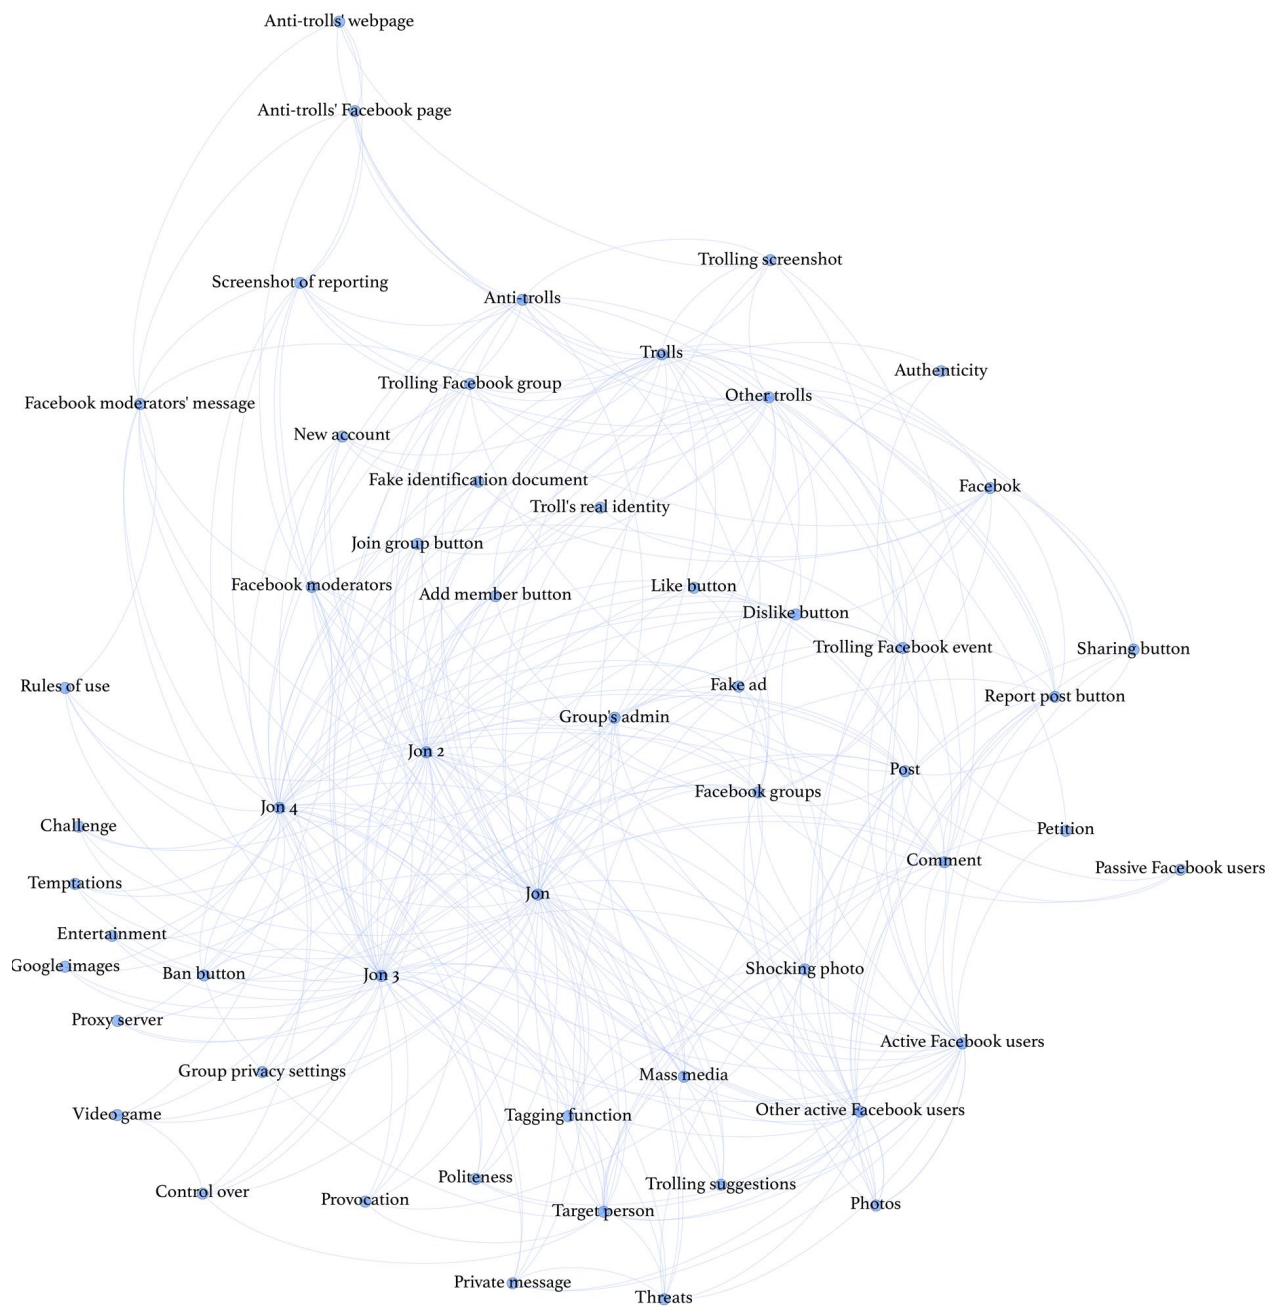 Anti-trolls' webpage
Anti-trolls' Facebook page
Trolling screenshot
Screenshot of reporting
Anti-trolls
Trolls
Authenticity
Trolling Facebook group
Other trolls
Facebook moderators' message
New account
Fake identification document
Facebok
Troll's real identity
Join group button
Facebook moderators
Like button
Add member button
Dislike button
Trolling Facebook event
Sharing button
Rules of use
Fake ad
Report post button
Group's admin
Jon 2
Post
Facebook groups
Jon 4
Challenge
Petition
Comment
Passive Facebook users
Temptations
Jon
Entertainment
Google images
Ban button
Jon 3
Shocking photo
Proxy server
Active Facebook users
Group privacy settings
Mass media
Other active Facebook users
Video game
Tagging function
Politeness
Trolling suggestions
Control over
Provocation
Photos
Target person
Private message
Threats